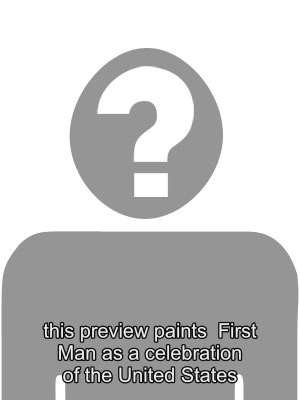 ?
this preview paints  First
Man as a celebration
of the United States